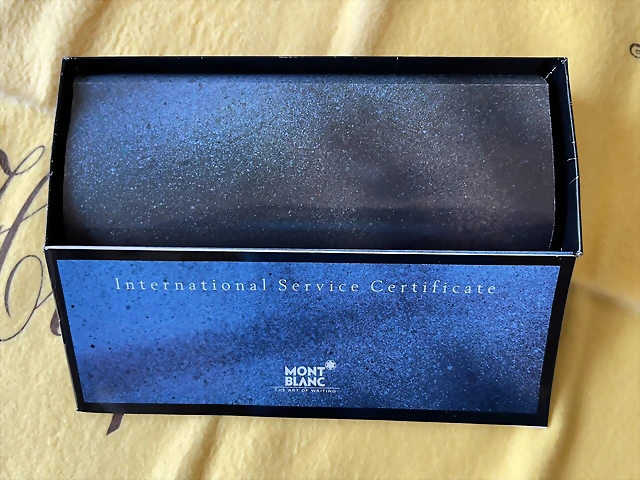 International Service Certificate
MONT
BLANC
THE ART OF WRITING